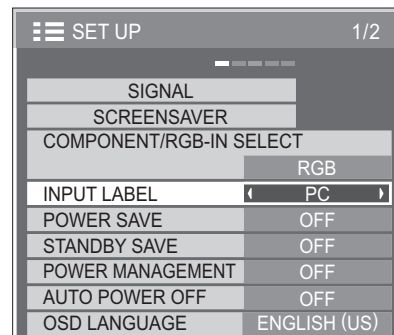 SET UP 1/2
SIGNAL
SCREENSAVER
COMPONENT/RGB-IN SELECT
RGB
INPUT LABEL PC
POWER SAVE OFF
STANDBY SAVE OFF
POWER MANAGEMENT OFF
AUTO POWER OFF OFF
OSD LANGUAGE ENGLISH (US)